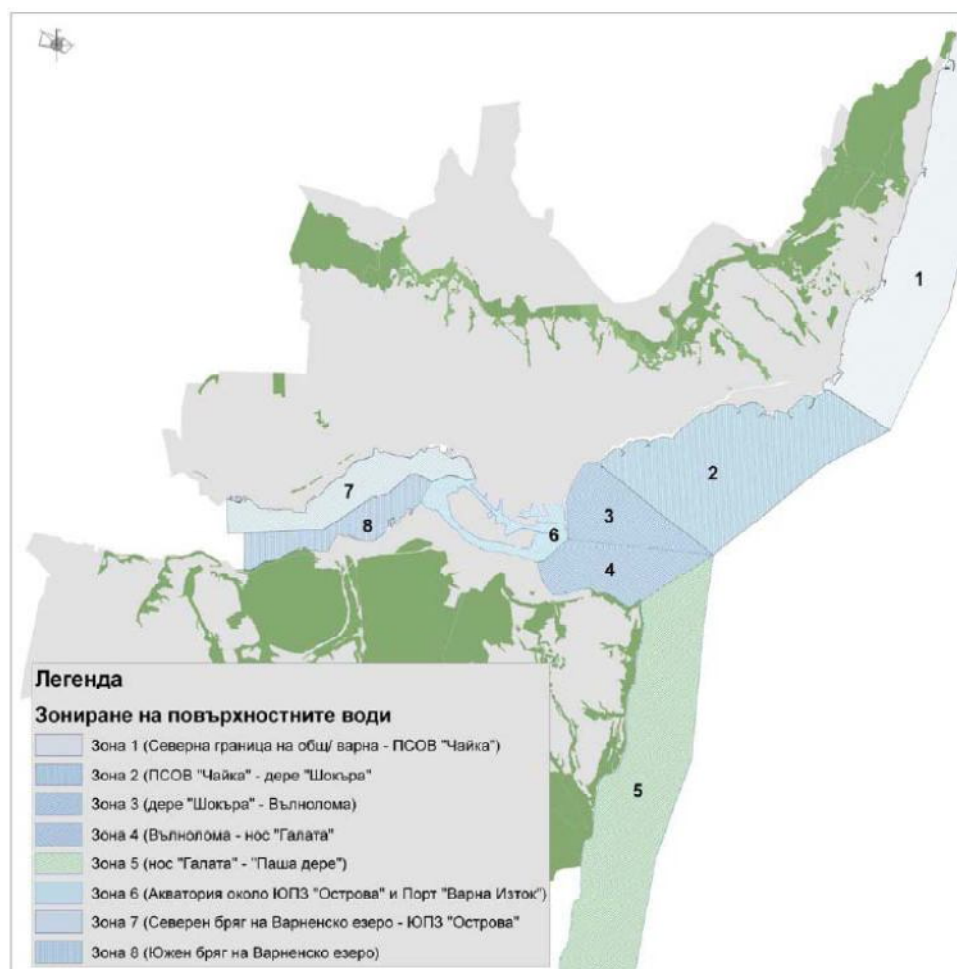 1
2
3
7
8
6
4
5
Легенда
Зониране на повърхностните води
Зона 1 (Северна граница на общ/ варна - ПСОВ "Чайка")
Зона 2 (ПСОВ "Чайка" - дере "Шокъра"
Зона 3 (дере "Шокъра" - Вълнолома)
Зона 4 (Вълнолома - нос "Галата"
Зона 5 (нос "Галата" - "Паша дере")
Зона 6 (Акватория около ЮПЗ "Острова" и Порт "Варна Изток")
Зона 7 (Северен бряг на Варненско езеро - ЮПЗ "Острова"
Зона 8 (Южен бряг на Варненско езеро)